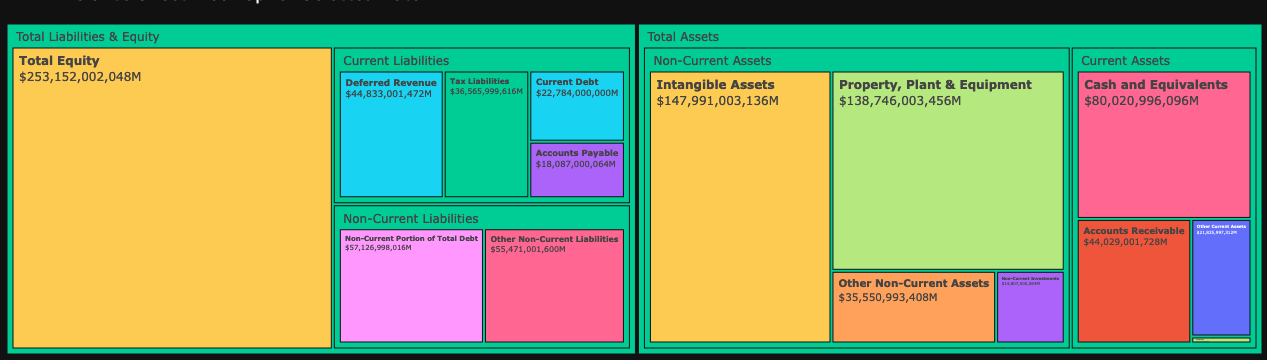 Total Liabilities & Equity
Total Equity
$253,152,002,048M
Current Liabilities
Deferred Revenue
$44,833,001,472M
Tax Liabilities
$36,565,999,616M
Current Debt
$22,784,000,000M
Accounts Payable
$18,087,000,064M
Non-Current Liabilities
Non-Current Portion of Total Debt
$57,126,998,016M
Other Non-Current Liabilities
$55,471,001,600M
Total Assets
Non-Current Assets
Intangible Assets
$147,991,003,136M
Property, Plant & Equipment
$138,746,003,456M
Other Non-Current Assets
$35,550,993,408M
Non-Current Investments
Current Assets
Cash and Equivalents
$80,020,996,096M
Accounts Receivable
$44,029,001,728M
Other Current Assets